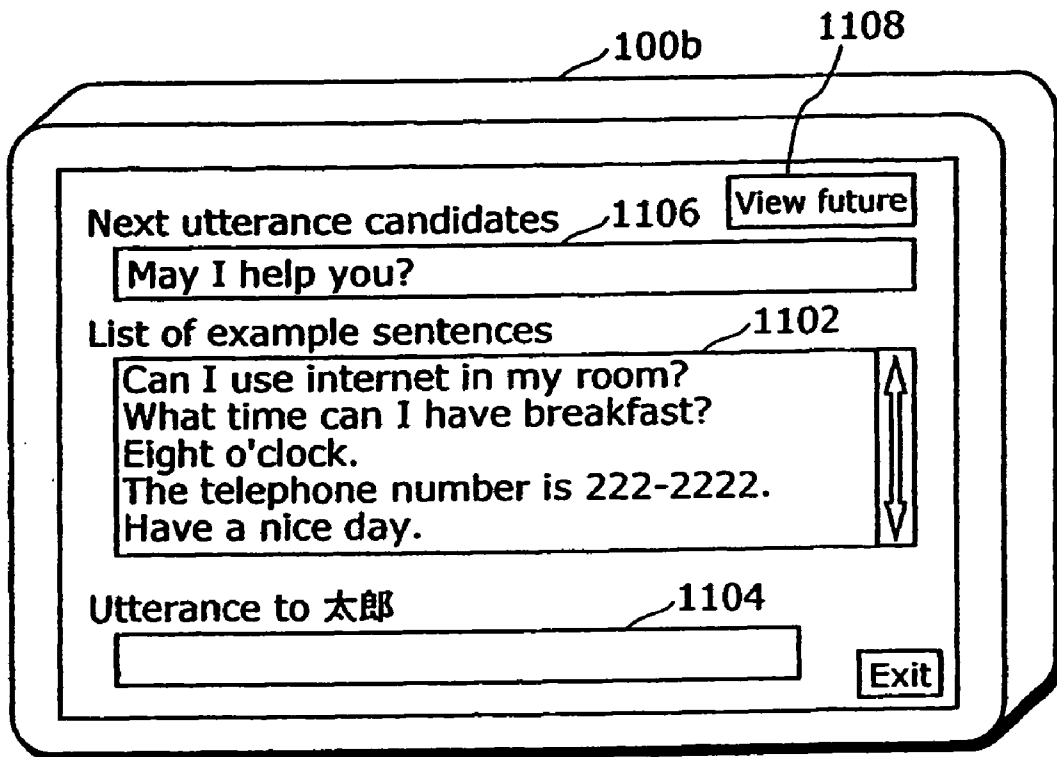 100b
1108
View future
Next utterance candidates
1106
May I help you?
List of example sentences
1102
Can I use internet in my room?
What time can I have breakfast?
Eight o'clock.
The telephone number is 222-2222.
Have a nice day.
Utterance to 太郎
1104
Exit